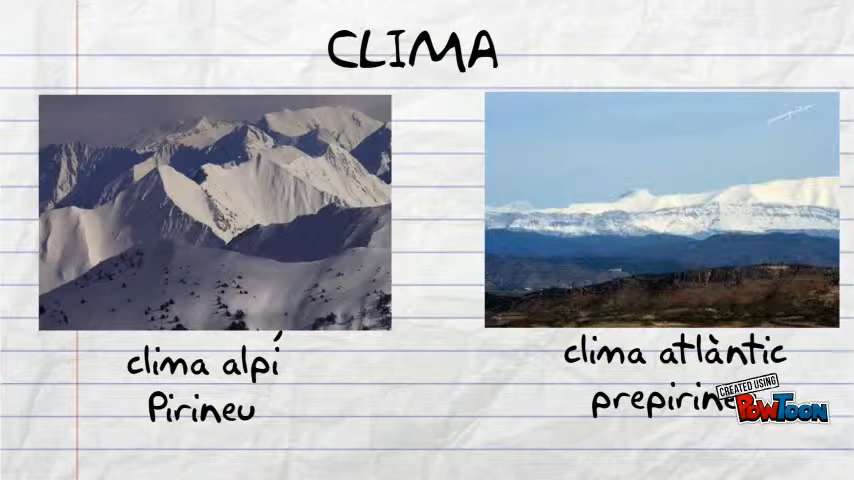 CLIMA
clima alpí
Pirineu
clima atlàntic
CREATED USING
POWTOON